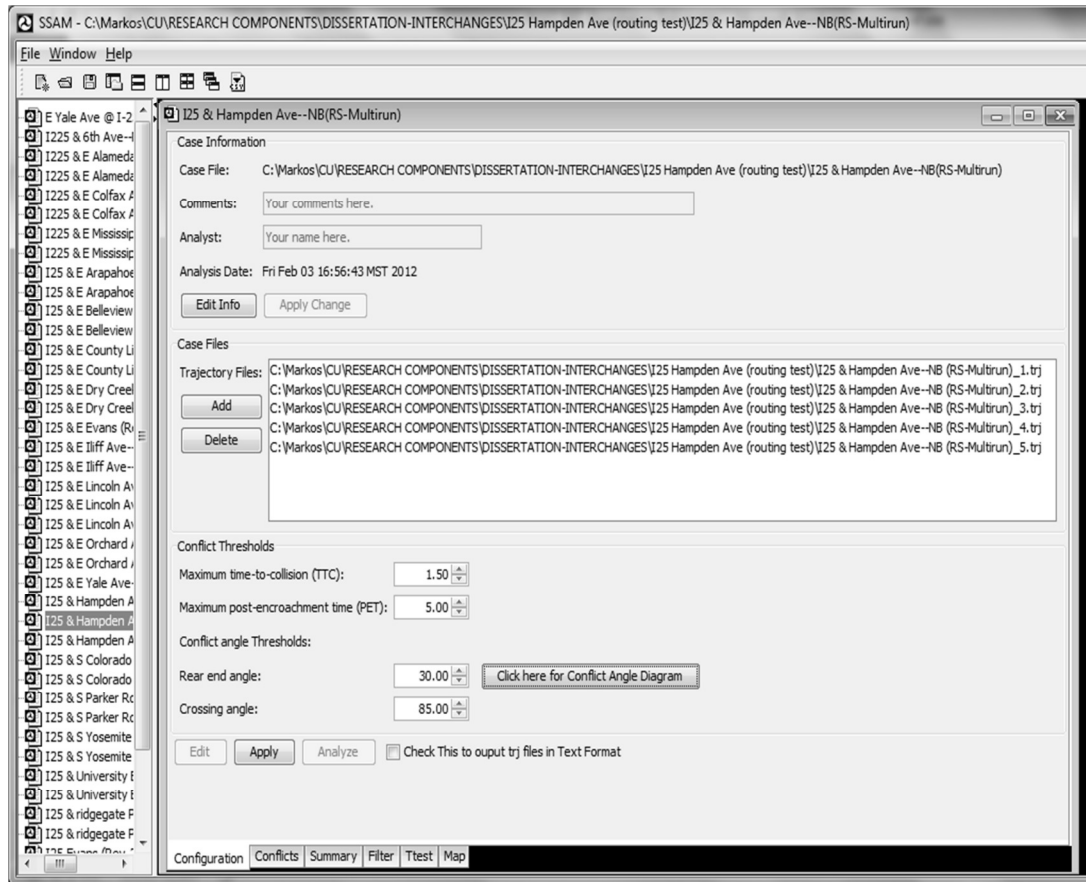 SSAM - C:\Markos\CU\RESEARCH COMPONENTS\DISSERTATION-INTERCHANGES\I25 Hampden Ave (routing test)\I25 & Hampden Ave--NB(RS-Multirun)
File Window Help
E Yale Ave @ I-2
I225 & 6th Ave--
I225 & E Alameda
I225 & E Alameda
I225 & E Colfax A
I225 & E Colfax A
I225 & E Mississip
I225 & E Mississip
I25 & E Arapahoe
I25 & E Arapahoe
I25 & E Belleview
I25 & E Belleview
I25 & E County Li
I25 & E County Li
I25 & E Dry Creel
I25 & E Dry Creel
I25 & E Evans (R
I25 & E Iliff Ave--
I25 & E Iliff Ave--
I25 & E Lincoln A
I25 & E Lincoln A
I25 & E Lincoln A
I25 & E Orchard
I25 & E Orchard
I25 & E Yale Ave-
I25 & Hampden A
I25 & Hampden A
I25 & Hampden A
I25 & S Colorado
I25 & S Colorado
I25 & S Parker Ro
I25 & S Parker Ro
I25 & S Yosemite
I25 & S Yosemite
I25 & University
I25 & University
I25 & ridgegate P
I25 & ridgegate P
I25 & Hampden Ave--NB(RS-Multirun)
Case Information
Case File: C:\Markos\CU\RESEARCH COMPONENTS\DISSERTATION-INTERCHANGES\I25 Hampden Ave (routing test)\I25 & Hampden Ave--NB(RS-Multirun)
Comments: Your comments here.
Analyst: Your name here.
Analysis Date: Fri Feb 03 16:56:43 MST 2012
Edit Info Apply Change
Case Files
Trajectory Files: C:\Markos\CU\RESEARCH COMPONENTS\DISSERTATION-INTERCHANGES\I25 Hampden Ave (routing test)\I25 & Hampden Ave--NB (RS-Multirun)_1.trj
C:\Markos\CU\RESEARCH COMPONENTS\DISSERTATION-INTERCHANGES\I25 Hampden Ave (routing test)\I25 & Hampden Ave--NB (RS-Multirun)_2.trj
Add C:\Markos\CU\RESEARCH COMPONENTS\DISSERTATION-INTERCHANGES\I25 Hampden Ave (routing test)\I25 & Hampden Ave--NB (RS-Multirun)_3.trj
C:\Markos\CU\RESEARCH COMPONENTS\DISSERTATION-INTERCHANGES\I25 Hampden Ave (routing test)\I25 & Hampden Ave--NB (RS-Multirun)_4.trj
Delete C:\Markos\CU\RESEARCH COMPONENTS\DISSERTATION-INTERCHANGES\I25 Hampden Ave (routing test)\I25 & Hampden Ave--NB (RS-Multirun)_5.trj
Conflict Thresholds
Maximum time-to-collision (TTC): 1.50
Maximum post-encroachment time (PET): 5.00
Conflict angle Thresholds:
Rear end angle: 30.00 Click here for Conflict Angle Diagram
Crossing angle: 85.00
Edit Apply Analyze Check This to ouput trj files in Text Format
Configuration Conflicts Summary Filter Ttest Map